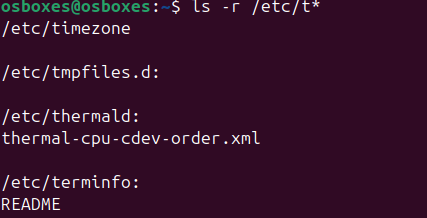 osboxes@osboxes:~$ ls -r /etc/t*
/etc/timezone
/etc/tmpfiles.d:
/etc/thermald:
thermal-cpu-cdev-order.xml
/etc/terminfo:
README